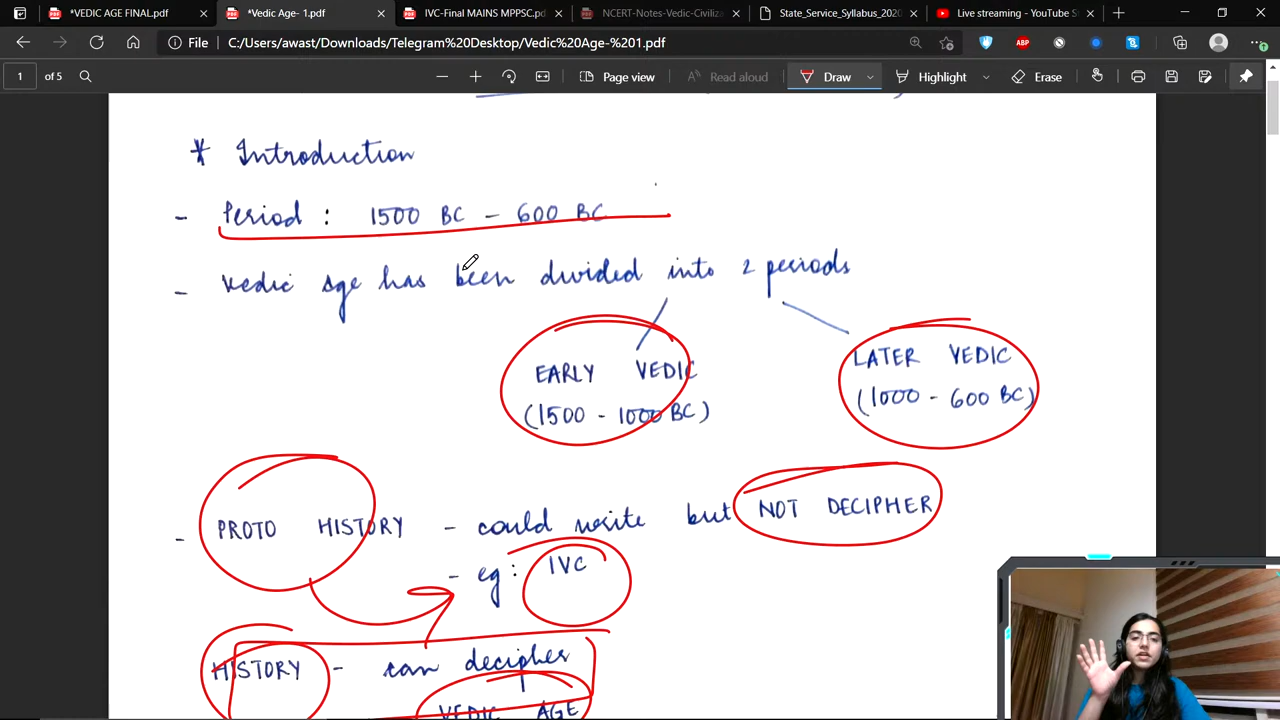 *VEDIC AGE FINAL.pdf
*Vedic Age- 1.pdf
IVC-Final MAINS MPPSC.pd
NCERT-Notes-Vedic-Civiliza
State_Service_Syllabus_2020
Live streaming - YouTube S
File
C:/Users/awast/Downloads/Telegram%20Desktop/Vedic%20Age-%201.pdf
1 of 5
Page view
Read aloud
Draw
Highlight
Erase
* Introduction
- Period : 1500 BC - 600 BC
- Vedic Age has been divided into 2 periods
EARLY VEDIC
(1500 - 1000 BC)
LATER VEDIC
(1000 - 600 BC)
- PROTO HISTORY - could write but NOT DECIPHER
- eg : IVC
HISTORY - can decipher
VEDIC AGE